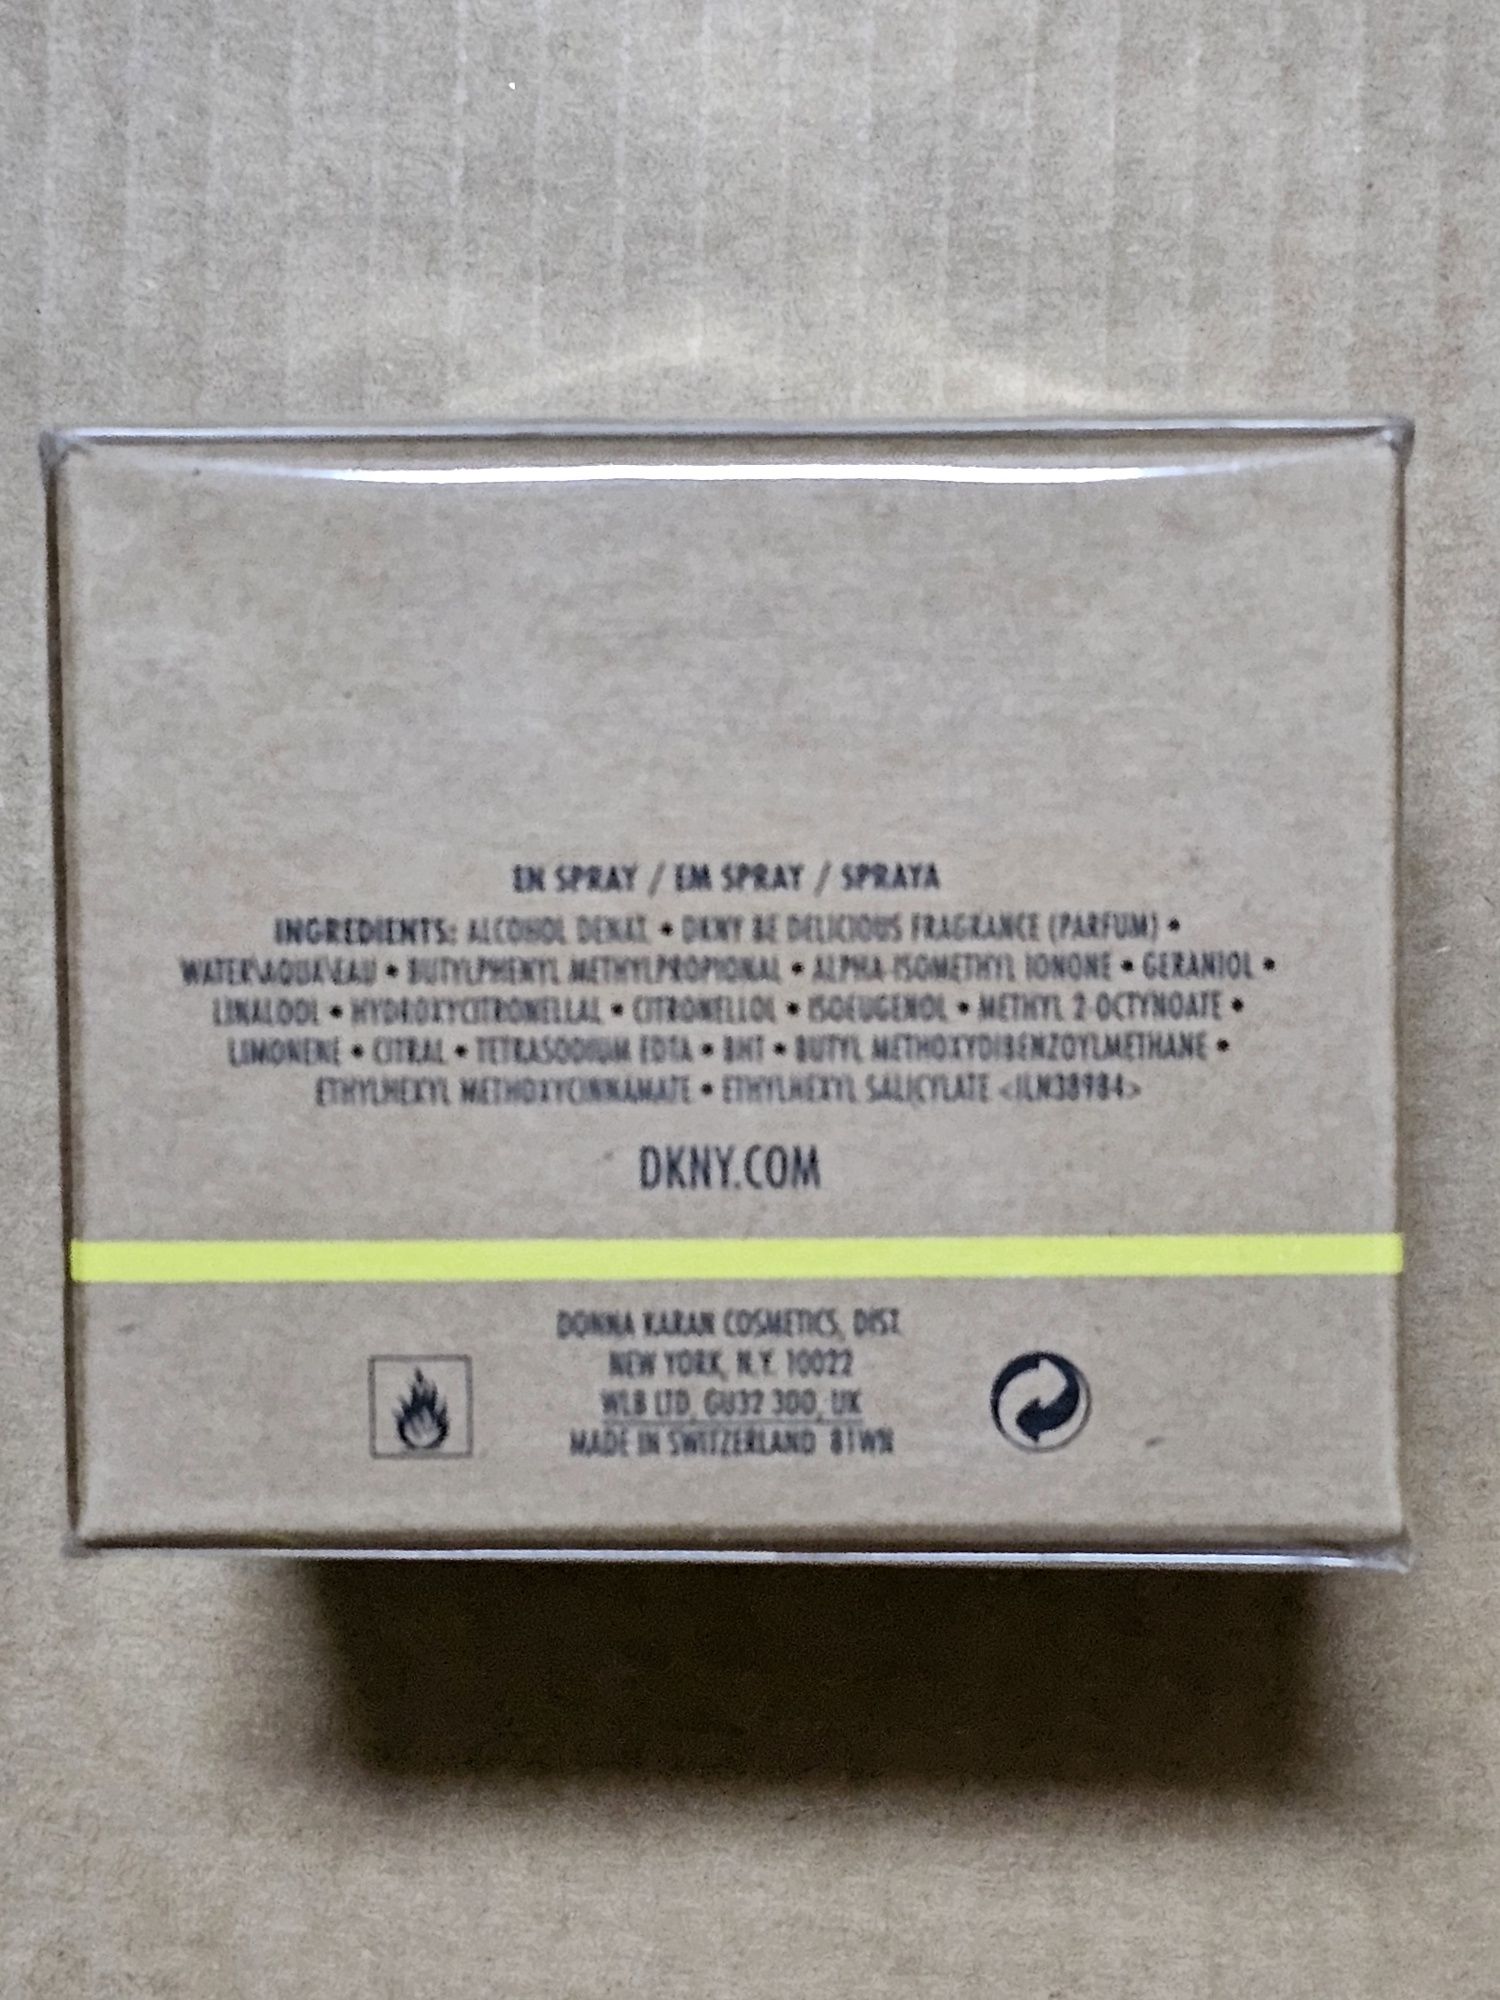 EN SPRAY / EM SPRAY / SPRAYA
INGREDIENTS: ALCOHOL DENAT. • DKNY BE DELICIOUS FRAGRANCE (PARFUM) •
WATER\AQUA\EAU • BUTYLPHENYL METHYLPROPIONAL • ALPHA-ISOMETHYL IONONE • GERANIOL •
LINALOOL • HYDROXYCITRONELLAL • CITRONELLOL • ISOEUGENOL • METHYL 2-OCTYNOATE •
LIMONENE • CITRAL • TETRASODIUM EDTA • BHT • BUTYL METHOXYDIBENZOYLMETHANE •
ETHYLHEXYL METHOXYCINNAMATE • ETHYLHEXYL SALICYLATE <ILN38984>
DKNY.COM
DONNA KARAN COSMETICS, DIST.
NEW YORK, N.Y. 10022
WLB LTD, GU32 3OO, UK
MADE IN SWITZERLAND 81WN